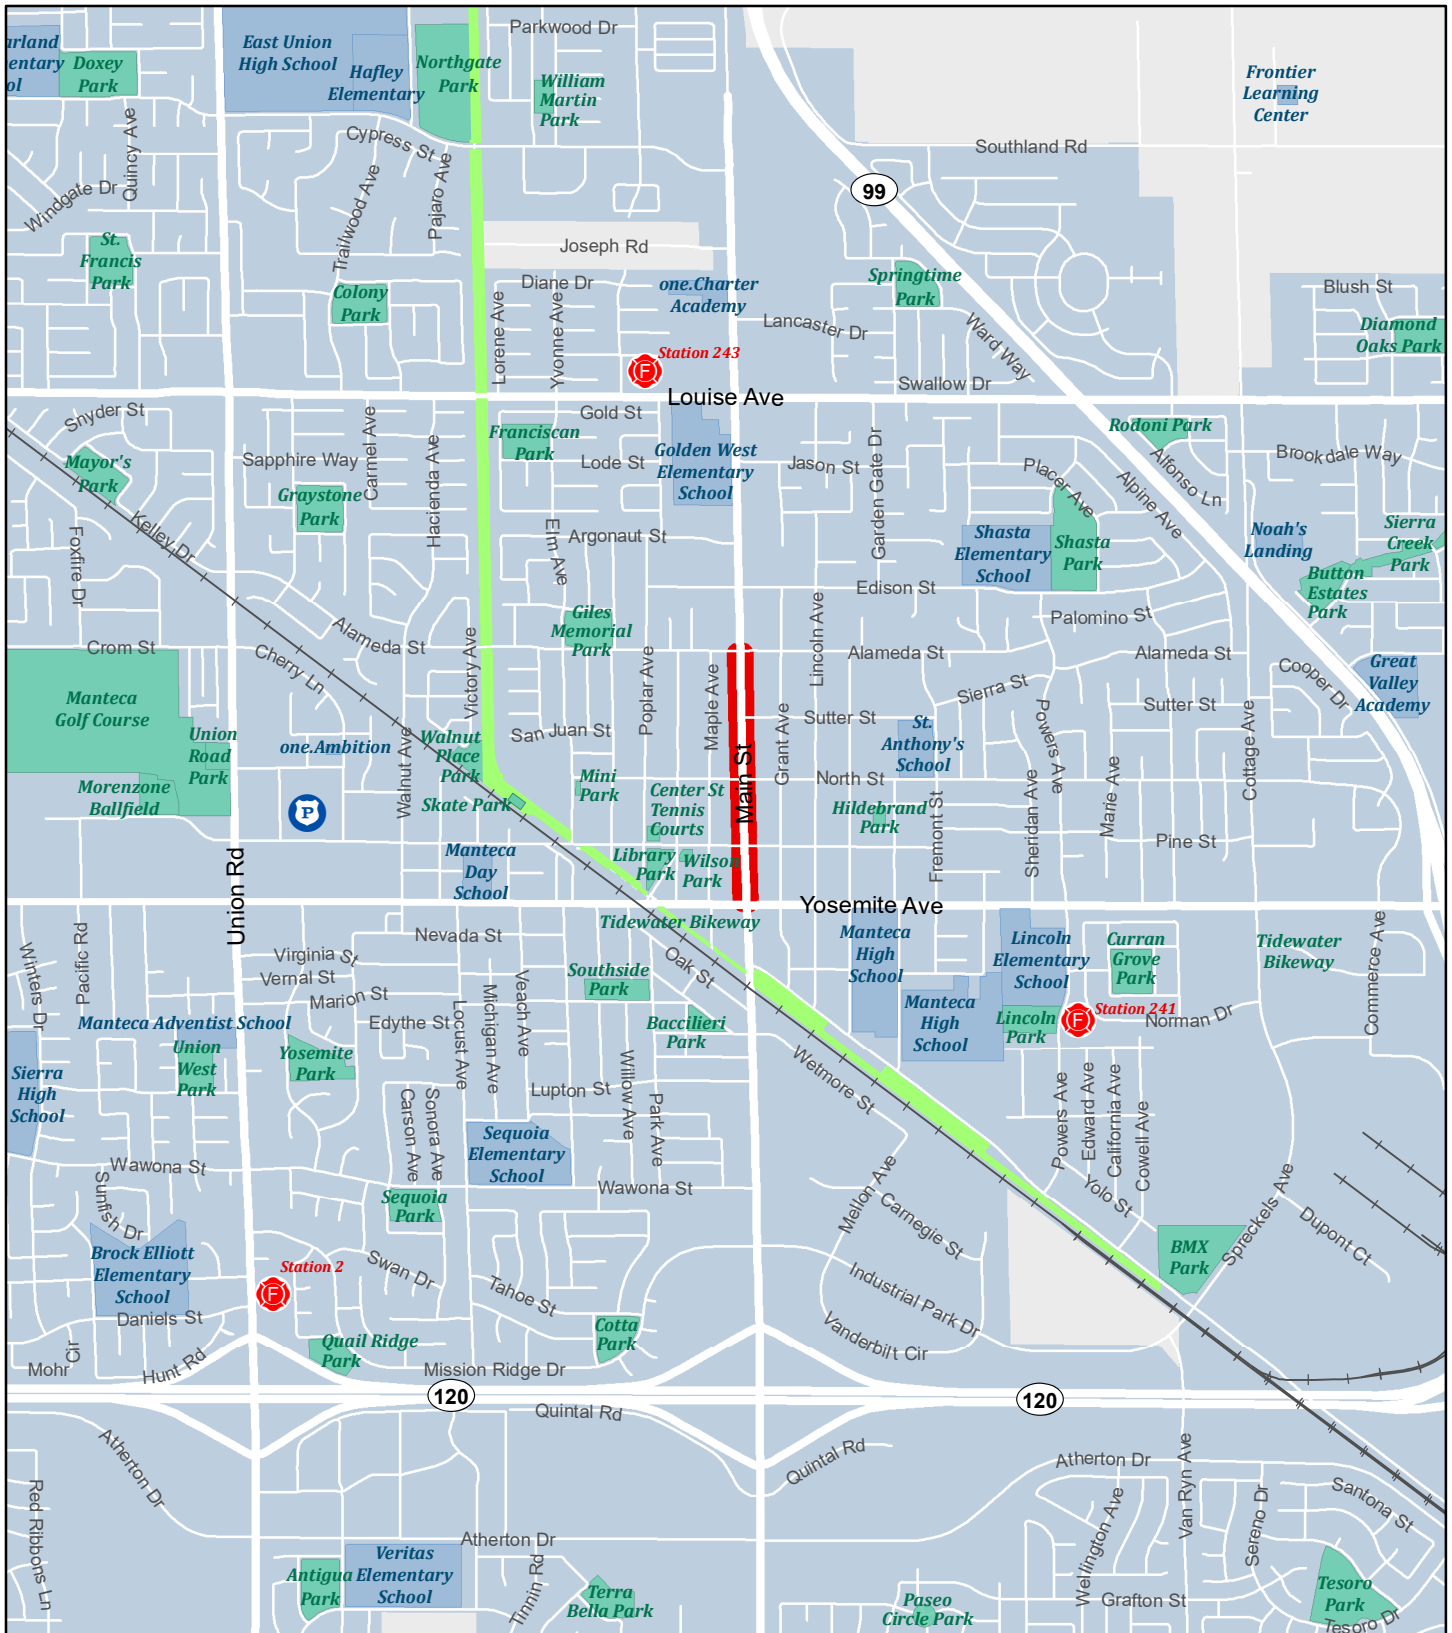 Parkwood Dr
East Union
High School
Hafley
Elementary
Northgate
Park
William
Martin
Park
arland
entary
ol
Doxey
Park
Frontier
Learning
Center
Quincy Ave
Cypress St
Southland Rd
Windgate Dr
Trailwood Ave
Pajaro Ave
99
St.
Francis
Park
Joseph Rd
Colony
Park
Diane Dr
one.Charter
Academy
Springtime
Park
Blush St
Lorene Ave
Yvonne Ave
Lancaster Dr
Ward Way
Diamond
Oaks Park
Station 243
F
Swallow Dr
Louise Ave
Snyder St
Gold St
Carmel Ave
Hacienda Ave
Franciscan
Park
Golden West
Elementary
School
Lode St
Jason St
Garden Gate Dr
Rodoni Park
Alfonso Ln
Brookdale Way
Mayor's
Park
Sapphire Way
Graystone
Park
Placer Ave
Alpine Ave
Kelley Dr
Foxfire Dr
Elm Ave
Argonaut St
Shasta
Elementary
School
Shasta
Park
Noah's
Landing
Sierra
Creek
Park
Button
Estates
Park
Edison St
Giles
Memorial
Park
Lincoln Ave
Palomino St
Crom St
Alameda St
Cherry Ln
Victory Ave
Alameda St
Alameda St
Cooper Dr
Great
Valley
Academy
Manteca
Golf Course
Poplar Ave
Maple Ave
Sierra St
Sutter St
Powers Ave
Sutter St
Union
Road
Park
one.Ambition
Walnut Ave
Walnut
Place
Park
San Juan St
Main St
Grant Ave
St.
Anthony's
School
Cottage Ave
Morenzone
Ballfield
P
Skate Park
Mini
Park
Center St
Tennis
Courts
North St
Hildebrand
Park
Fremont St
Sheridan Ave
Marie Ave
Pine St
Manteca
Day
School
Library
Park
Wilson
Park
Union Rd
Yosemite Ave
Tidewater Bikeway
Winters Dr
Pacific Rd
Nevada St
Virginia St
Vernal St
Marion St
Oak St
Manteca
High
School
Lincoln
Elementary
School
Curran
Grove
Park
Tidewater
Bikeway
Commerce Ave
Southside
Park
Manteca Adventist School
Edythe St
Locust Ave
Michigan Ave
Veach Ave
Baccilieri
Park
Manteca
High
School
Lincoln
Park
Station 241
F
Norman Dr
Union
West
Park
Yosemite
Park
Sierra
High
School
Wetmore St
Lupton St
Willow Ave
Park Ave
Carson Ave
Sonora Ave
Powers Ave
Edward Ave
California Ave
Cowell Ave
Sequoia
Elementary
School
Wawona St
Sunfish Dr
Sequoia
Park
Wawona St
Mellon Ave
Carnegie St
Yolo St
Spreckels Ave
Dupont Ct
BMX
Park
Brock Elliott
Elementary
School
Station 2
F
Swan Dr
Tahoe St
Industrial Park Dr
Daniels St
Vanderbilt Cir
Mohr
Cir
Hunt Rd
Quail Ridge
Park
Cotta
Park
Mission Ridge Dr
120
120
Quintal Rd
Atherton Dr
Quintal Rd
Atherton Dr
Van Ryn Ave
Red Ribbons Ln
Wellington Ave
Sereno Dr
Santona St
Atherton Dr
Veritas
Elementary
School
Antigua
Park
Tinnin Rd
Terra
Bella Park
Paseo
Circle Park
Grafton St
Tesoro
Park
Tesoro Dr